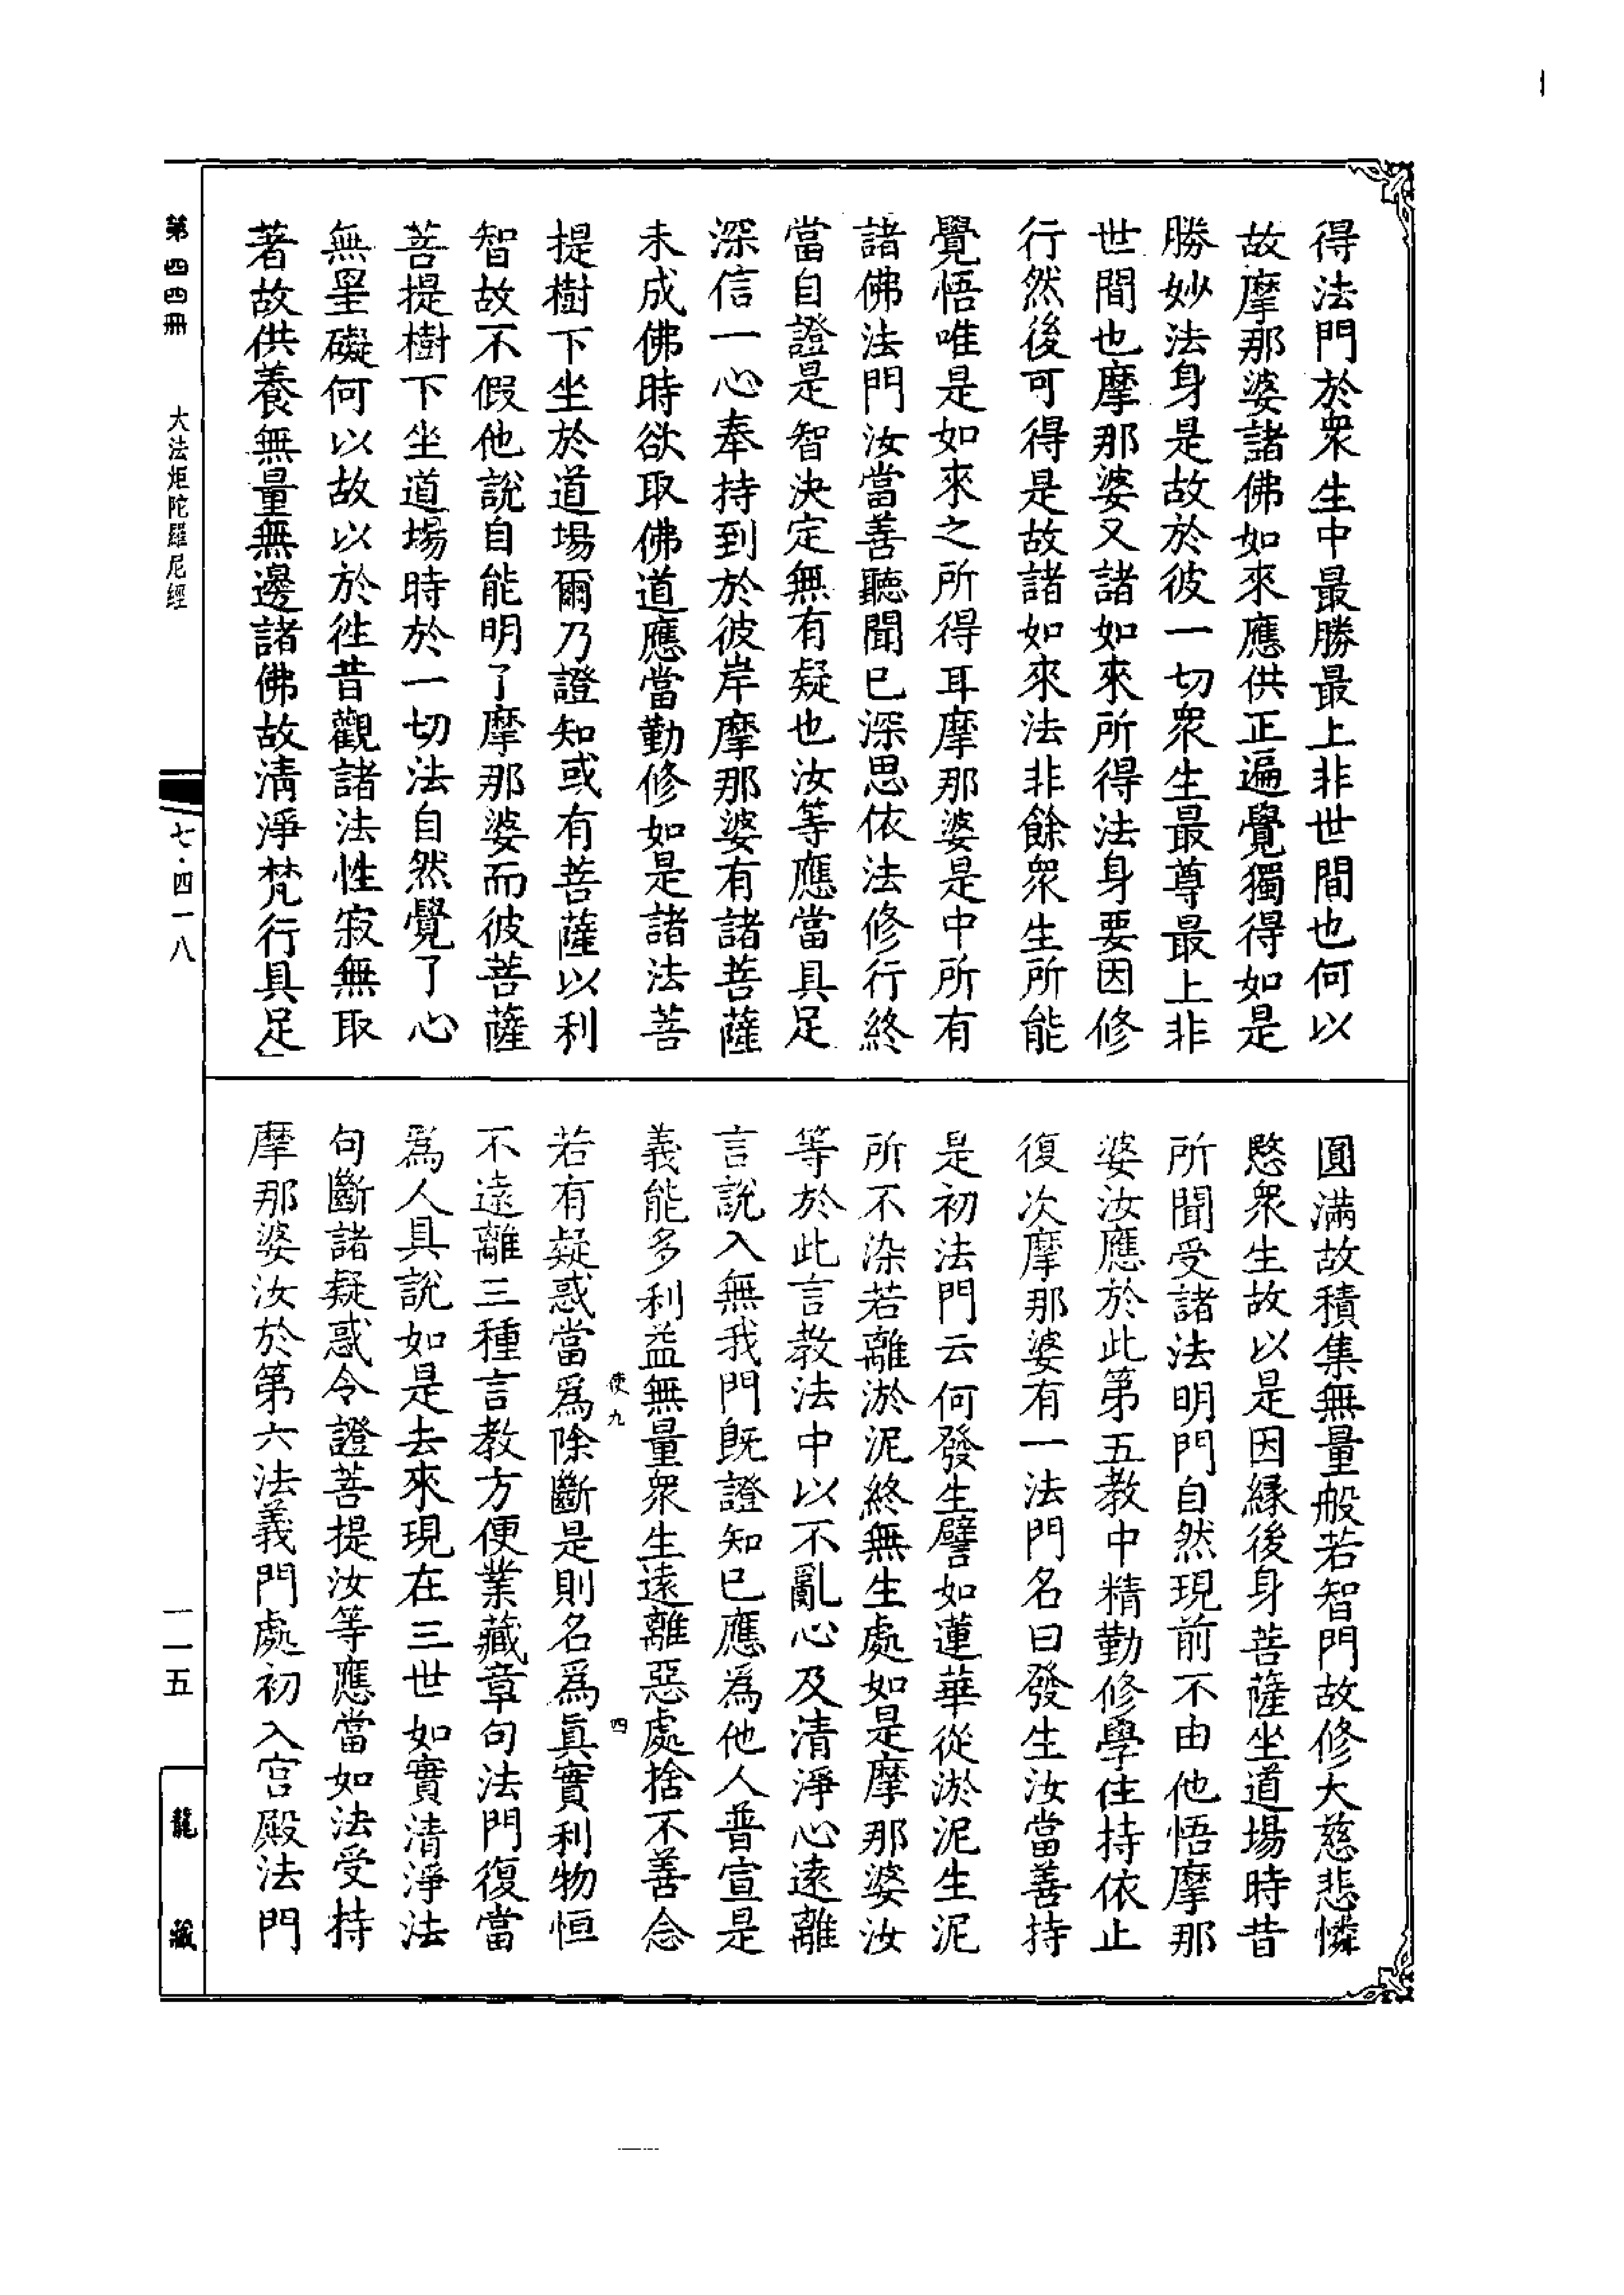 得法門於衆生中最勝最上非世間也何以
故摩那婆諸佛如來應供正遍覺獨得如是
勝妙法身是故於彼一切衆生最尊最上非
世間也摩那婆又諸如來所得法身要因修
行然後可得是故諸如來法非餘衆生所能
覺悟唯是如來之所得耳摩那婆是中所有
諸佛法門汝當善聽聞已深思依法修行終
當自證是智決定無有疑也汝等應當具足
深信一心奉持到於彼岸摩那婆有諸菩薩
未成佛時欲取佛道應當勤修如是諸法菩
提樹下坐於道場爾乃證知或有菩薩以利
智故不假他說自能明了摩那婆而彼菩薩
菩提樹下坐道場時於一切法自然覺了心
無罣礙何以故以於徃昔觀諸法性寂無取
著故供養無量無邊諸佛故清淨梵行具足
圓滿故積集無量般若智門故修大慈悲憐
愍衆生故以是因緣後身菩薩坐道場時昔
所聞受諸法明門自然現前不由他悟摩那
婆汝應於此第五教中精勤修學住持依止
復次摩那婆有一法門名曰發生汝當善持
是初法門云何發生譬如蓮華從淤泥生泥
所不染若離淤泥終無生處如是摩那婆汝
等於此言教法中以不亂心及清淨心遠離
言說入無我門既證知已應爲他人普宣是
義能多利益無量衆生遠離惡處捨不善念
使九
四
若有疑惑當爲除斷是則名爲眞實利物恒
不遠離三種言教方便業藏章句法門復當
爲人具說如是去來現在三世如實清淨法
句斷諸疑惑令證菩提汝等應當如法受持
摩那婆汝於第六法義門處初入宮殿法門
第四四冊
大法炬陀羅尼經
七·四一八
一一五
龍藏